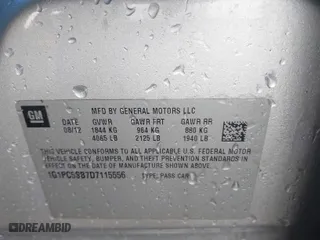 GM
MFD BY GENERAL MOTORS LLC
DATE GVWR GAWR FRT GAWR RR
08/12 1844 KG 964 KG 880 KG
4065 LB 2125 LB 1940 LB
THIS VEHICLE CONFORMS TO ALL APPLICABLE U.S. FEDERAL MOTOR VEHICLE
SAFETY, BUMPER, AND THEFT PREVENTION STANDARDS IN
EFFECT ON THE DATE OF MANUFACTURE SHOWN ABOVE.
1G1PC5SB7D7115556 TYPE: PASS CAR
DREAMBID